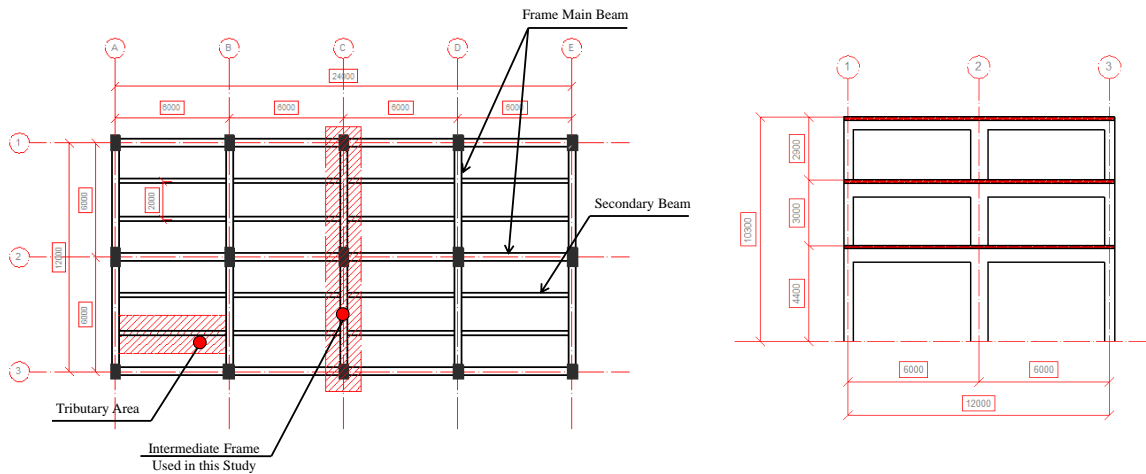 Frame Main Beam
A
B
C
D
E
24000
6000
6000
6000
6000
1
2
3
6000
12000
6000
2000
Secondary Beam
Tributary Area
Intermediate Frame
Used in this Study
1
2
3
2900
3000
10300
4400
6000
6000
12000